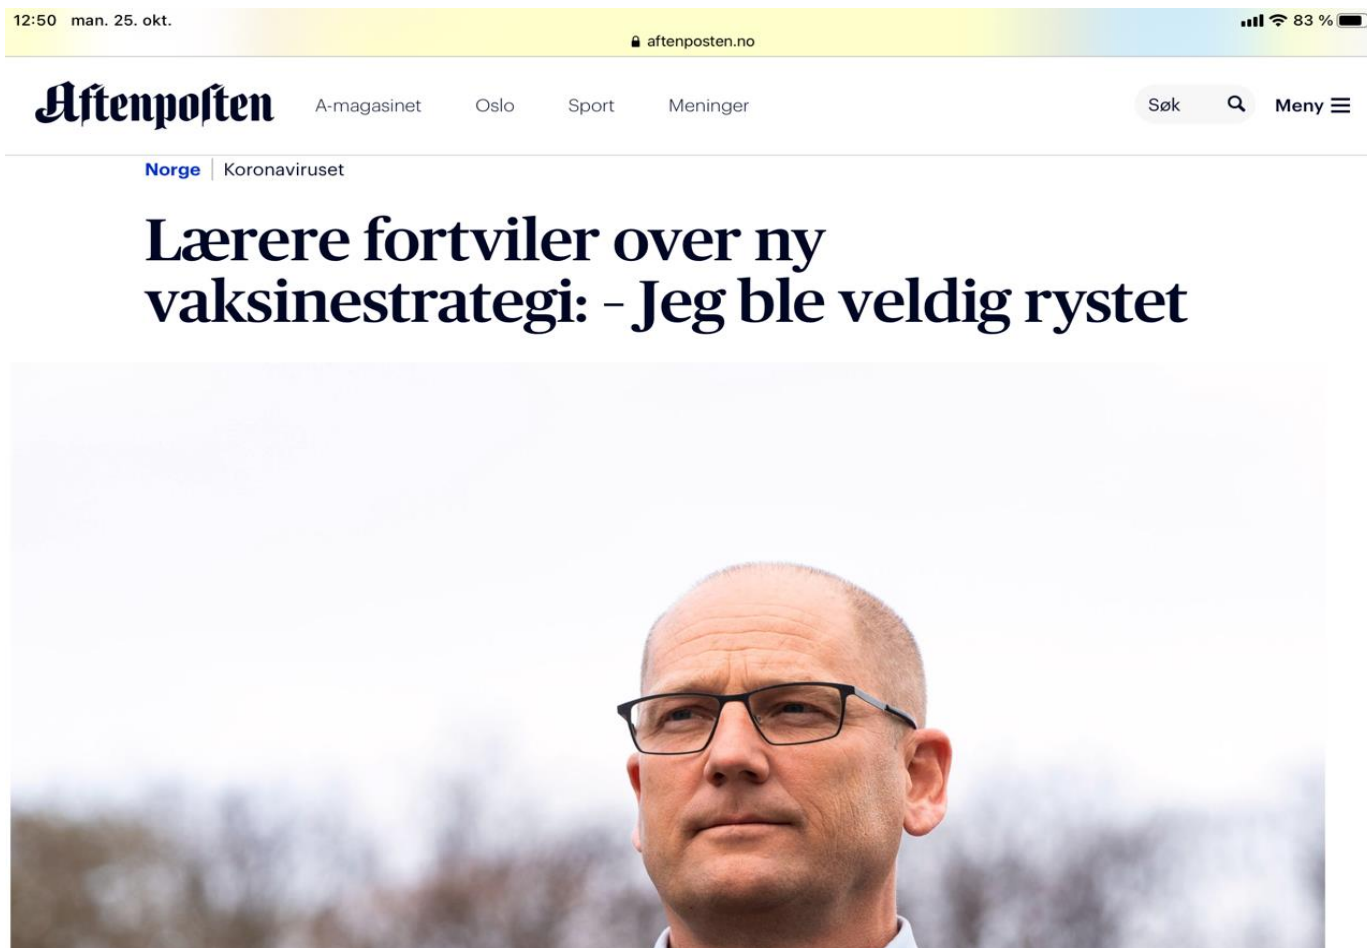 12:50 man. 25. okt.
83 %
aftenposten.no
Aftenposten
A-magasinet Oslo Sport Meninger
Søk Meny
Norge | Koronaviruset
Lærere fortviler over ny
vaksinestrategi: – Jeg ble veldig rystet